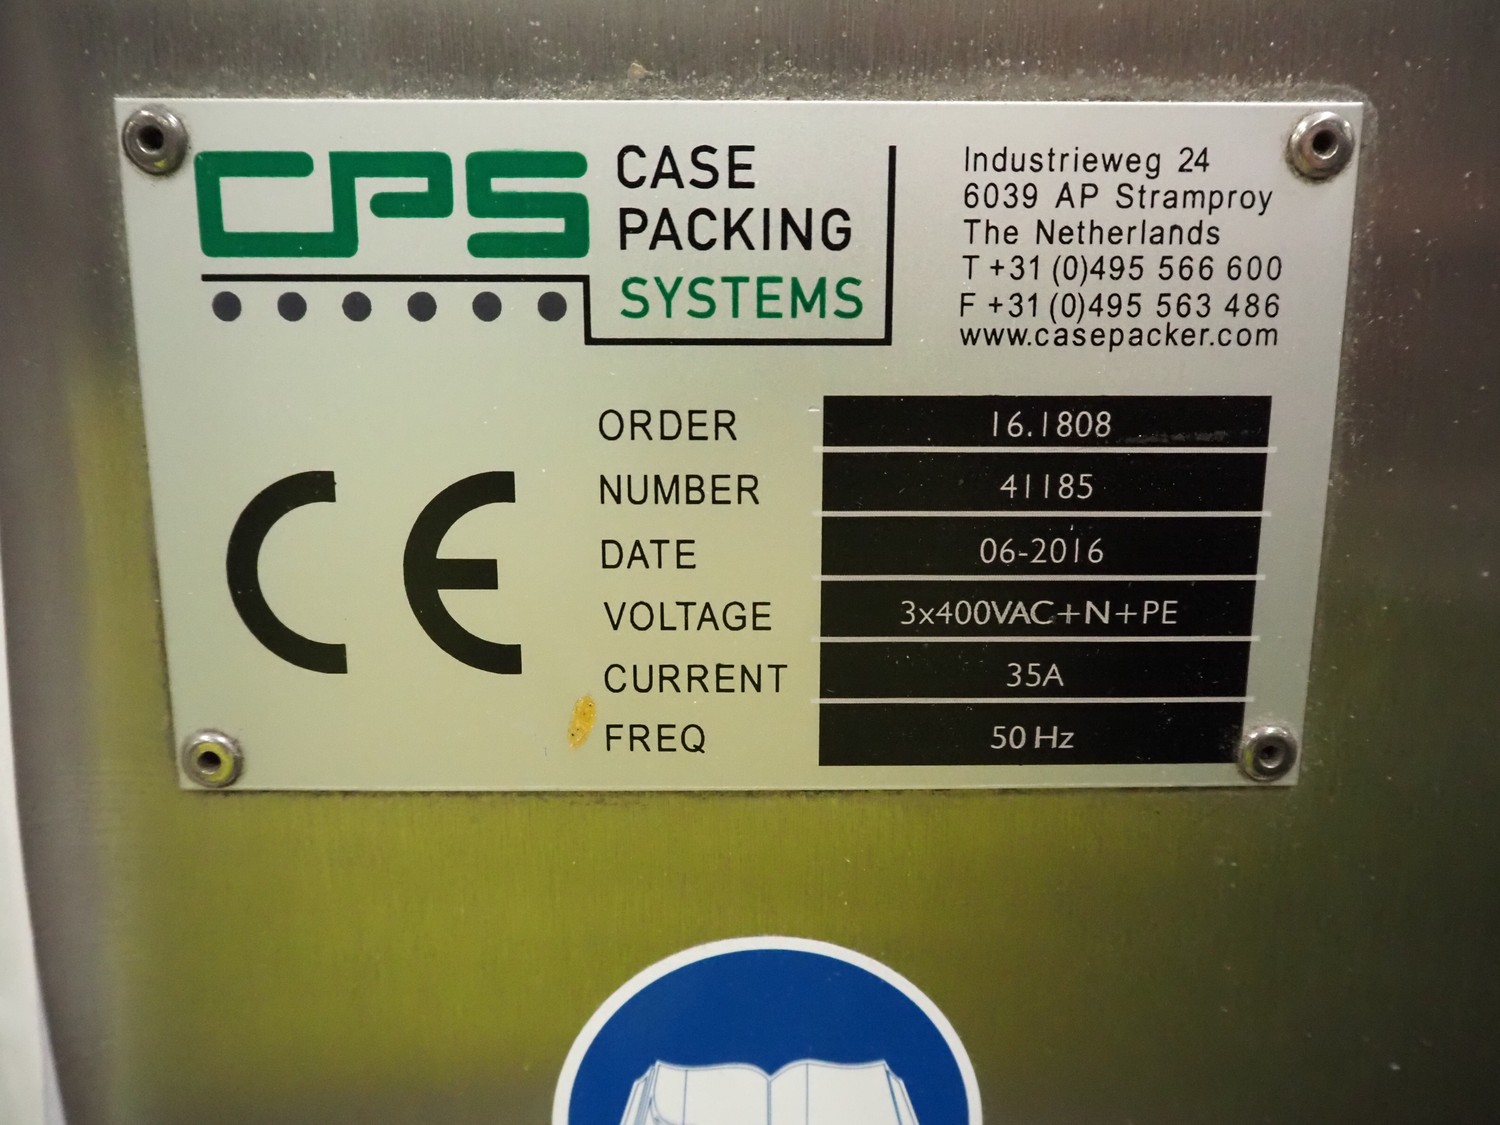 CPS
CASE
PACKING
SYSTEMS
Industrieweg 24
6039 AP Stramproy
The Netherlands
T +31 (0)495 566 600
F +31 (0)495 563 486
www.casepacker.com
CE
ORDER 16.1808
NUMBER 41185
DATE 06-2016
VOLTAGE 3x400VAC+N+PE
CURRENT 35A
FREQ 50 Hz